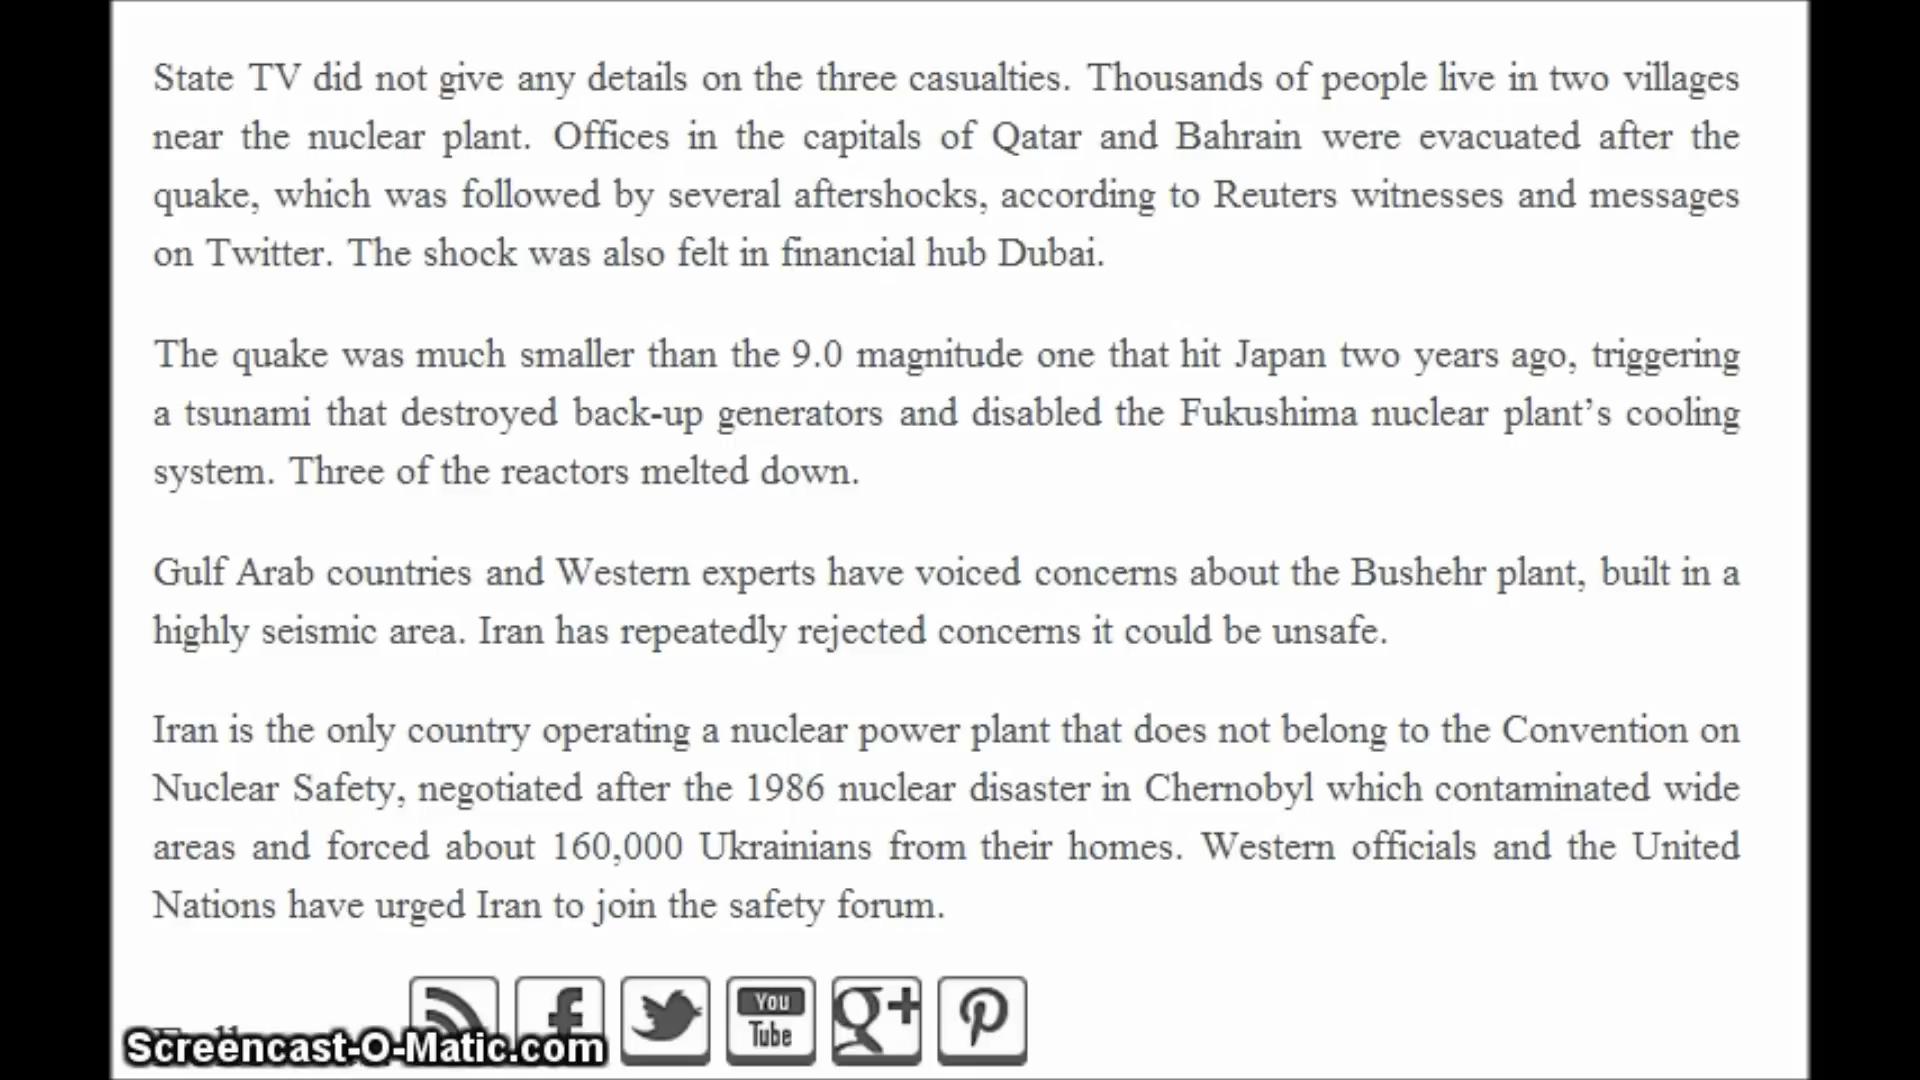 State TV did not give any details on the three casualties. Thousands of people live in two villages
near the nuclear plant. Offices in the capitals of Qatar and Bahrain were evacuated after the
quake, which was followed by several aftershocks, according to Reuters witnesses and messages
on Twitter. The shock was also felt in financial hub Dubai.
The quake was much smaller than the 9.0 magnitude one that hit Japan two years ago, triggering
a tsunami that destroyed back-up generators and disabled the Fukushima nuclear plant’s cooling
system. Three of the reactors melted down.
Gulf Arab countries and Western experts have voiced concerns about the Bushehr plant, built in a
highly seismic area. Iran has repeatedly rejected concerns it could be unsafe.
Iran is the only country operating a nuclear power plant that does not belong to the Convention on
Nuclear Safety, negotiated after the 1986 nuclear disaster in Chernobyl which contaminated wide
areas and forced about 160,000 Ukrainians from their homes. Western officials and the United
Nations have urged Iran to join the safety forum.
You
Tube
g+
Screencast-O-Matic.com